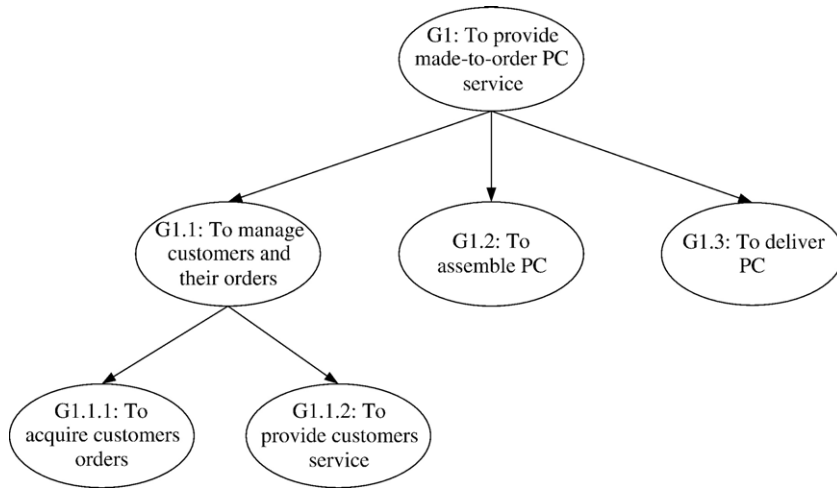 G1: To provide
made-to-order PC
service
G1.1: To manage
customers and
their orders
G1.2: To
assemble PC
G1.3: To deliver
PC
G1.1.1: To
acquire customers
orders
G1.1.2: To
provide customers
service